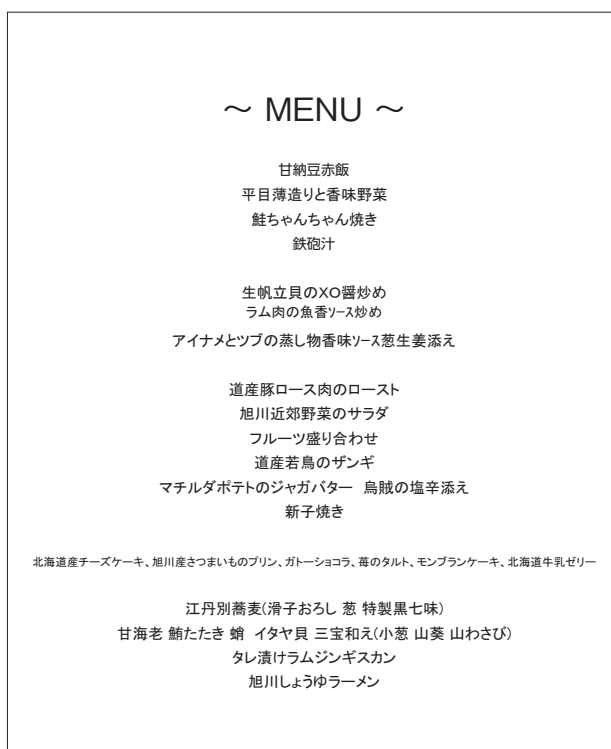 ～ MENU ～
甘納豆赤飯
平目薄造りと香味野菜
鮭ちゃんちゃん焼き
鉄砲汁
生帆立貝のXO醤炒め
ラム肉の魚香ソース炒め
アイナメとツブの蒸し物香味ソース葱生姜添え
道産豚ロース肉のロースト
旭川近郊野菜のサラダ
フルーツ盛り合わせ
道産若鳥のザンギ
マチルダポテトのジャガバター 烏賊の塩辛添え
新子焼き
北海道産チーズケーキ、旭川産さつまいものプリン、ガトーショコラ、苺のタルト、モンブランケーキ、北海道牛乳ゼリー
江丹別蕎麦(滑子おろし 葱 特製黒七味)
甘海老 鮪たたき 蛸 イタヤ貝 三宝和え(小葱 山葵 山わさび)
タレ漬けラムジンギスカン
旭川しょうゆラーメン